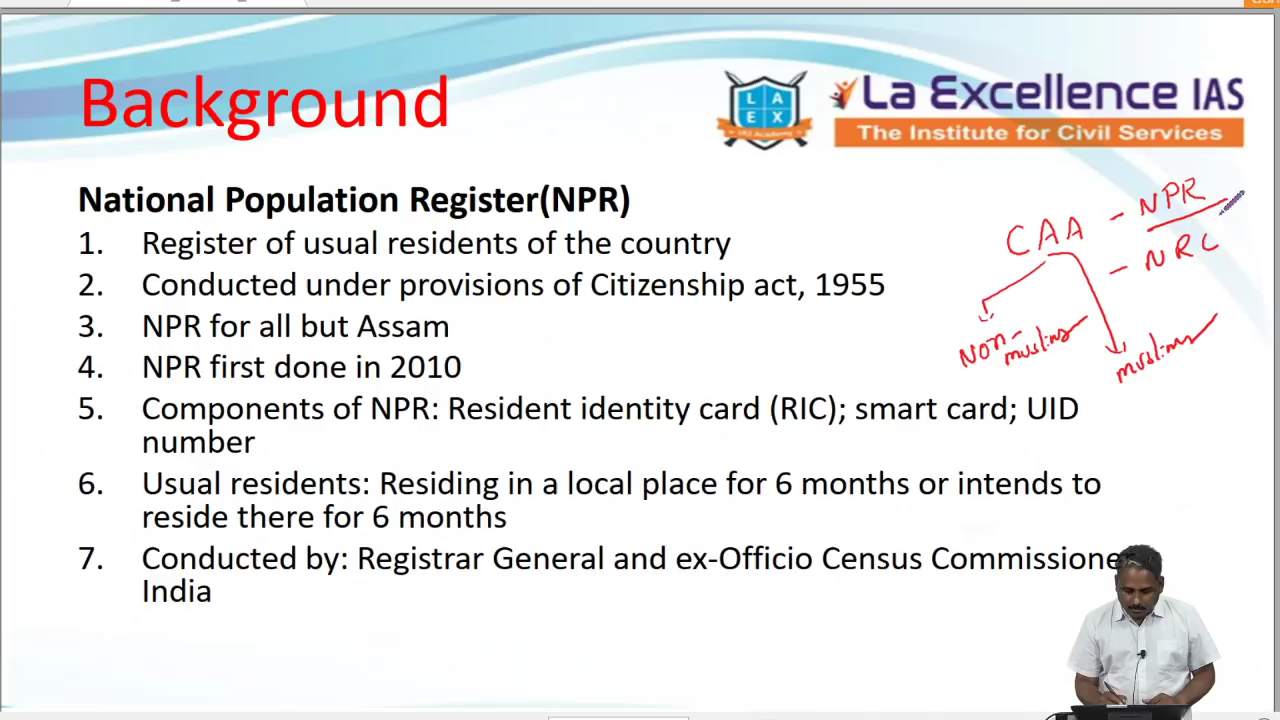 Background
LA
EX
IAS Academy
La Excellence IAS
The Institute for Civil Services
National Population Register(NPR)
1. Register of usual residents of the country
2. Conducted under provisions of Citizenship act, 1955
3. NPR for all but Assam
4. NPR first done in 2010
5. Components of NPR: Resident identity card (RIC); smart card; UID
number
6. Usual residents: Residing in a local place for 6 months or intends to
reside there for 6 months
7. Conducted by: Registrar General and ex-Officio Census Commissioner
India
CAA - NPR
- NRC
Non-
muslims
muslims